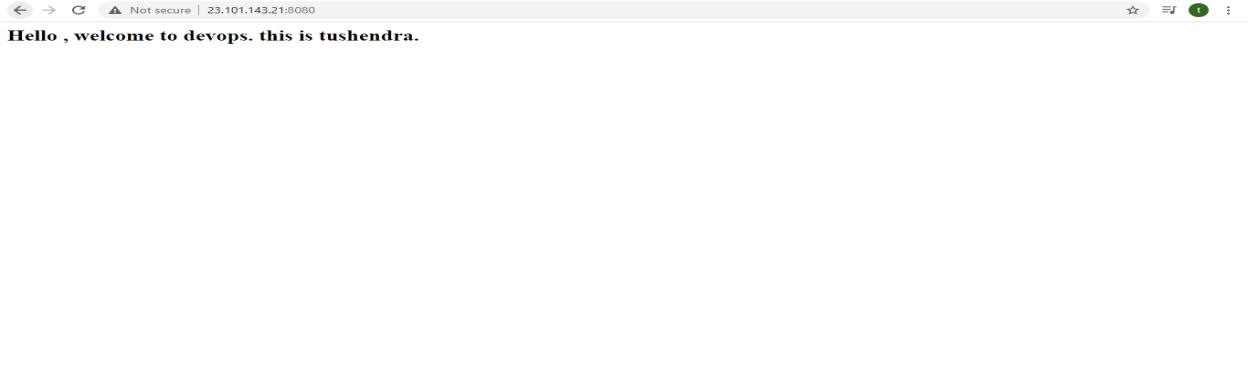 Not secure | 23.101.143.21:8080
t
Hello , welcome to devops. this is tushendra.